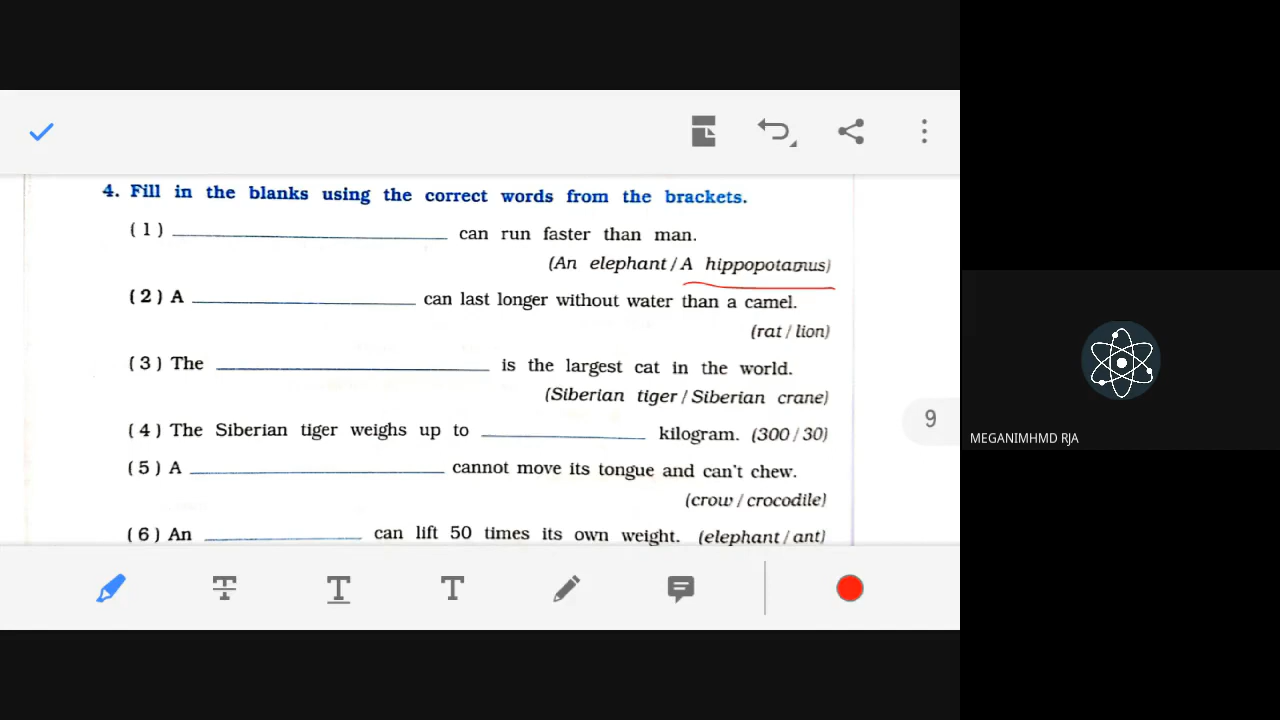 4. Fill in the blanks using the correct words from the brackets.
(1) ____________ can run faster than man.
(An elephant / A hippopotamus)
(2) A ____________ can last longer without water than a camel.
(rat / lion)
(3) The ____________ is the largest cat in the world.
(Siberian tiger / Siberian crane)
(4) The Siberian tiger weighs up to ____________ kilogram. (300 / 30)
(5) A ____________ cannot move its tongue and can't chew.
(crow / crocodile)
(6) An ____________ can lift 50 times its own weight. (elephant / ant)
9
MEGANIMHMD RJA